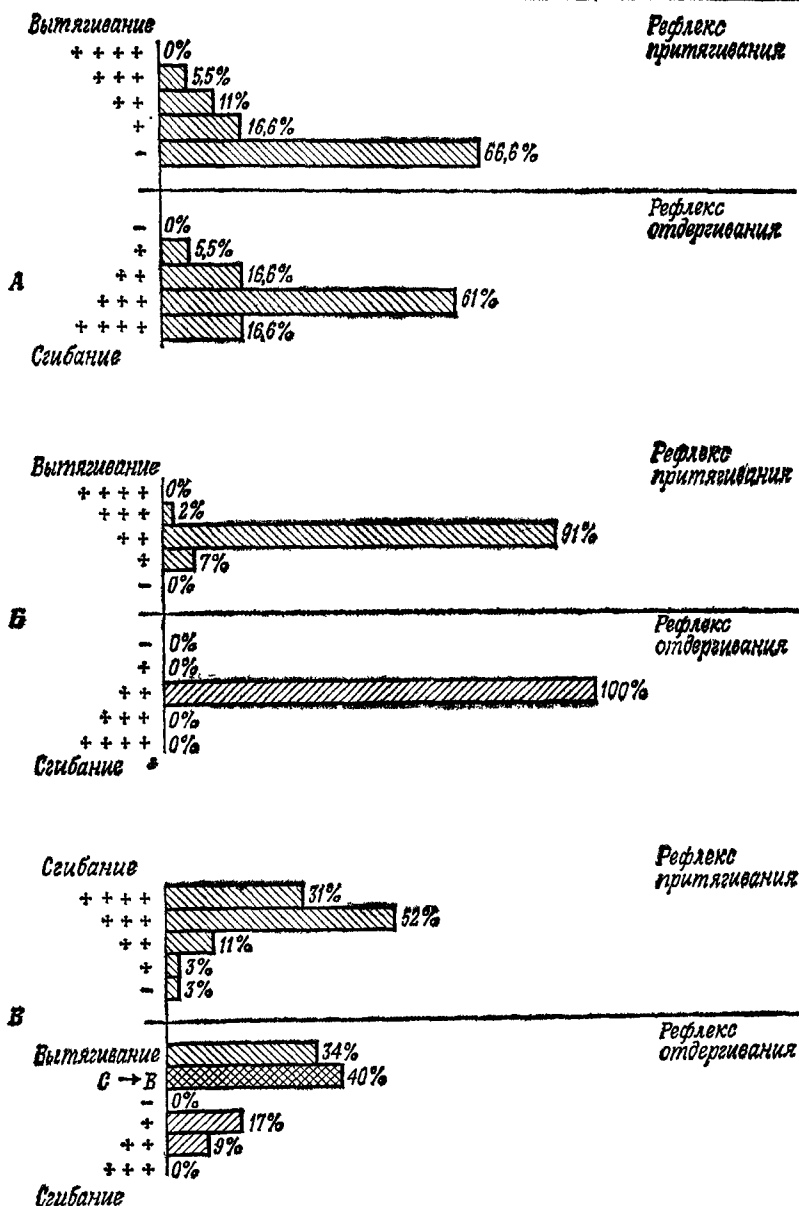 Вытягивание
Рефлекс
притягивания
+ + + + 0%
+ + + 5,5%
+ + 11%
+ 16,6%
- 66,6%
Рефлекс
отдергивания
- 0%
+ 5,5%
А
+ + 16,6%
+ + + 61%
+ + + + 16,6%
Сгибание
Вытягивание
Рефлекс
притягивания
+ + + + 0%
+ + + 2%
+ + 91%
+ 7%
- 0%
Б
Рефлекс
отдергивания
- 0%
+ 0%
+ + 100%
+ + + 0%
+ + + + 0%
Сгибание
Сгибание
Рефлекс
притягивания
+ + + + 31%
+ + + 52%
+ + 11%
+ 3%
- 3%
В
Рефлекс
отдергивания
Вытягивание 34%
С → В 40%
- 0%
+ 17%
+ + 9%
+ + + 0%
Сгибание